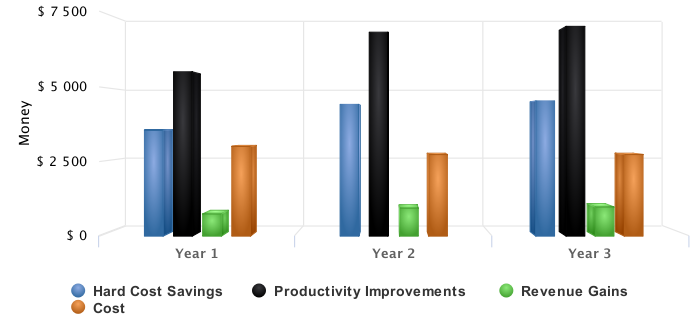 $ 7 500
$ 5 000
Money
$ 2 500
$ 0
Year 1 Year 2 Year 3
Hard Cost Savings Productivity Improvements Revenue Gains
Cost